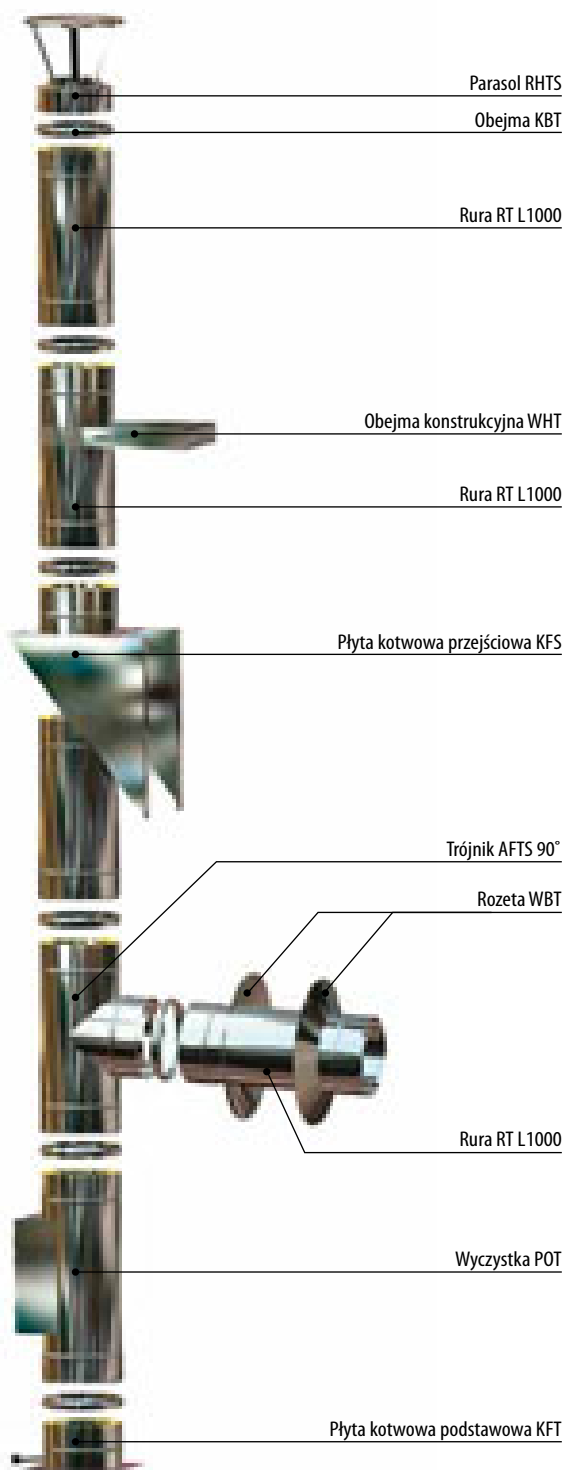 Parasol RHTS
Obejma KBT
Rura RT L1000
Obejma konstrukcyjna WHT
Rura RT L1000
Płyta kotwowa przejściowa KFS
Trójnik AFTS 90˚
Rozeta WBT
Rura RT L1000
Wyczystka POT
Płyta kotwowa podstawowa KFT